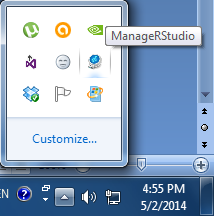 ManageRStudio
Customize...
EN
4:55 PM
5/2/2014